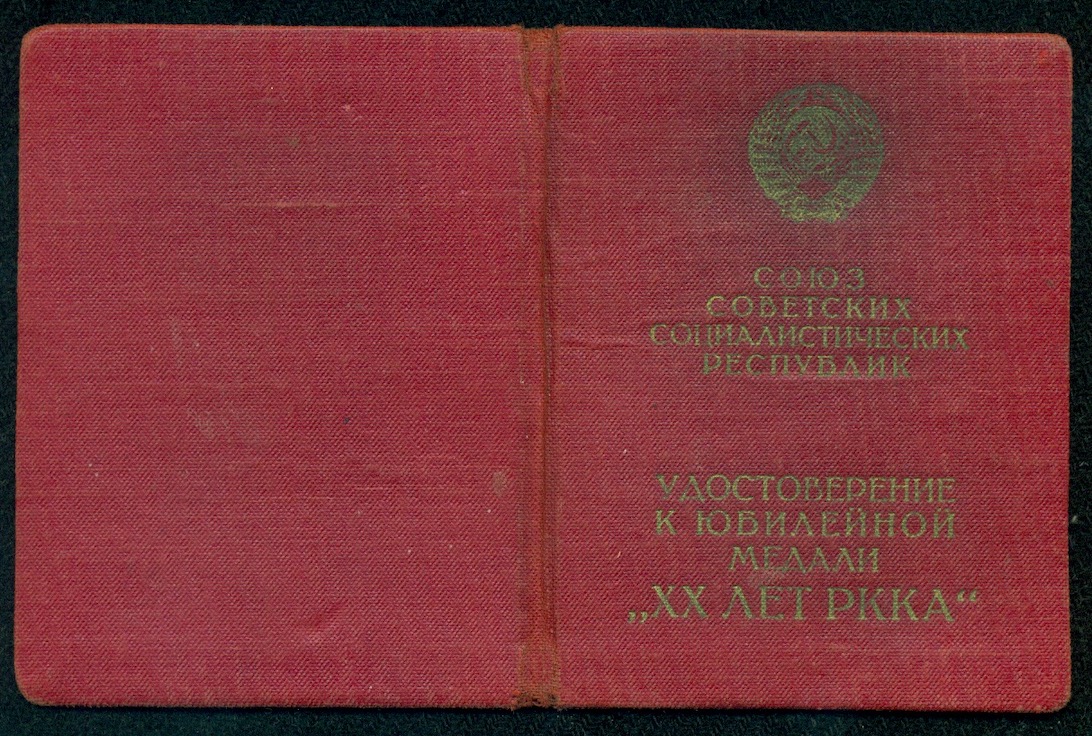 СОЮЗ
СОВЕТСКИХ
СОЦИАЛИСТИЧЕСКИХ
РЕСПУБЛИК
УДОСТОВЕРЕНИЕ
К ЮБИЛЕЙНОЙ
МЕДАЛИ
„XX ЛЕТ РККА“